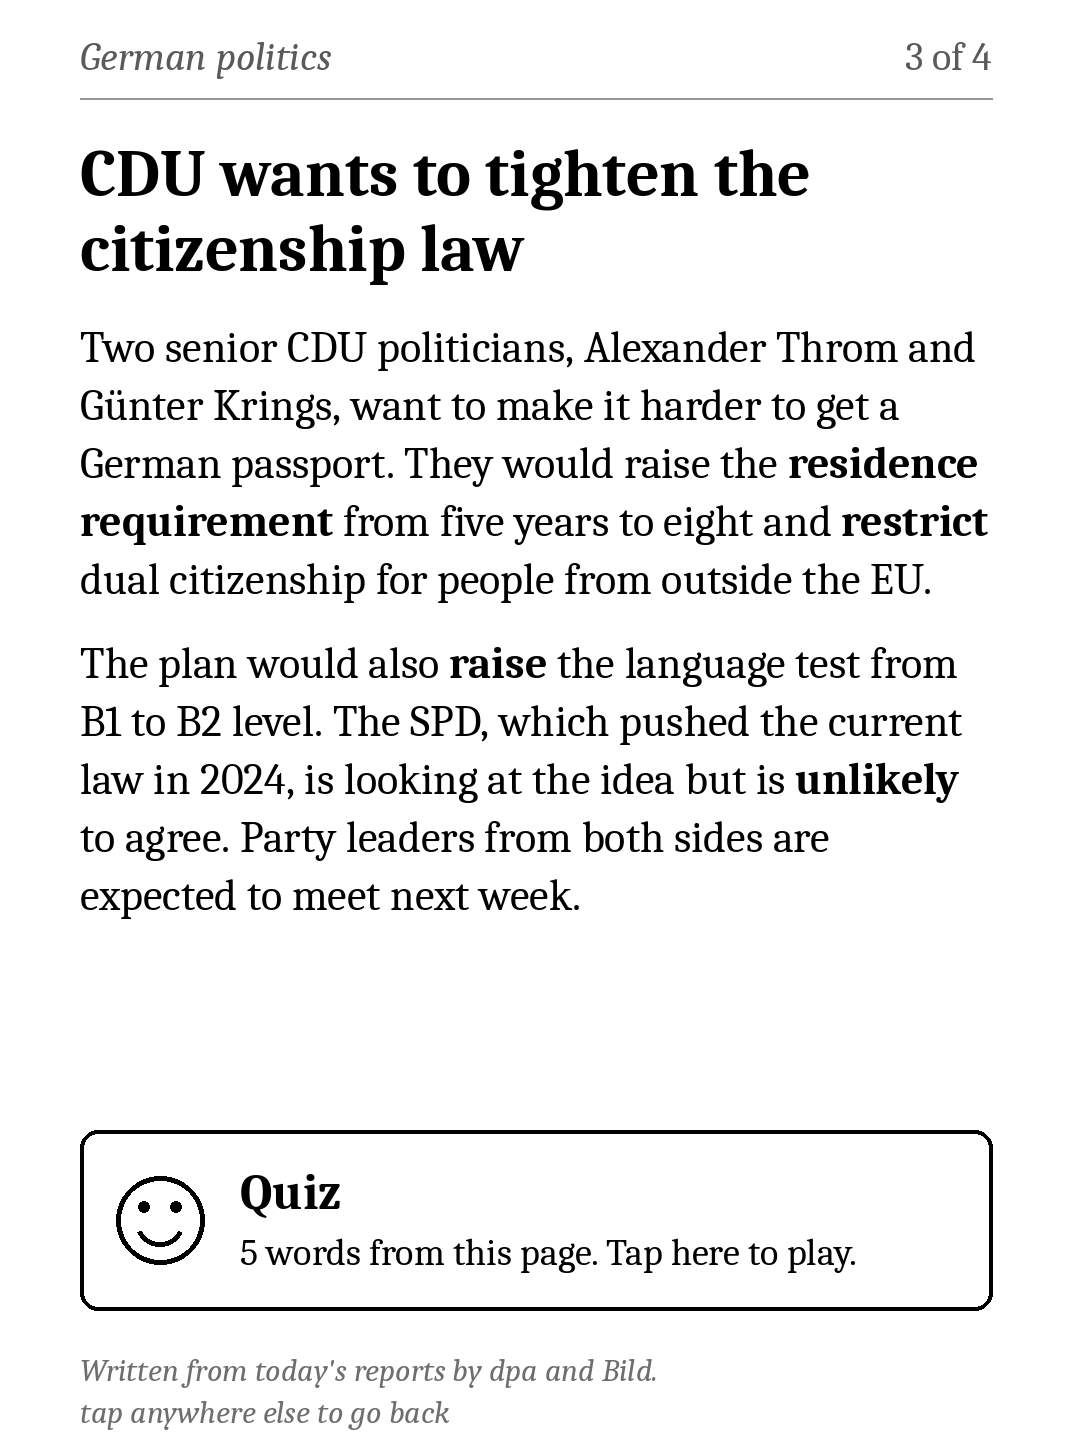 German politics
3 of 4
CDU wants to tighten the
citizenship law
Two senior CDU politicians, Alexander Throm and
Günter Krings, want to make it harder to get a
German passport. They would raise the residence
requirement from five years to eight and restrict
dual citizenship for people from outside the EU.
The plan would also raise the language test from
B1 to B2 level. The SPD, which pushed the current
law in 2024, is looking at the idea but is unlikely
to agree. Party leaders from both sides are
expected to meet next week.
Quiz
5 words from this page. Tap here to play.
Written from today's reports by dpa and Bild.
tap anywhere else to go back